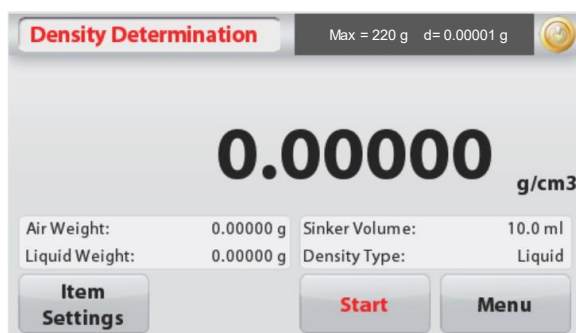 Density Determination
Max = 220 g d= 0.00001 g
0.00000 g/cm3
Air Weight: 0.00000 g Sinker Volume: 10.0 ml
Liquid Weight: 0.00000 g Density Type: Liquid
Item
Settings
Start
Menu